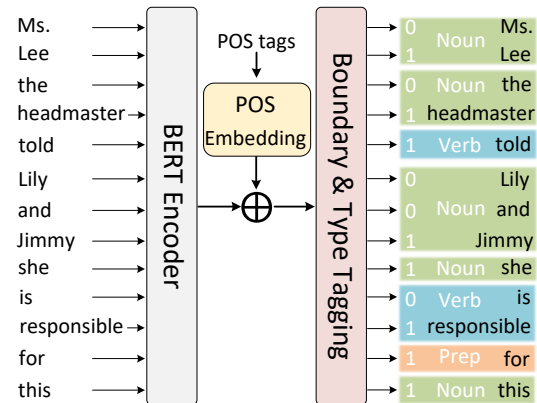 Ms.
Lee
the
headmaster
told
Lily
and
Jimmy
she
is
responsible
for
this
BERT Encoder
POS tags
POS
Embedding
Boundary & Type Tagging
0 Ms.
Noun
1 Lee
0 Noun the
1 headmaster
1 Verb told
0 Lily
0 Noun and
1 Jimmy
1 Noun she
0 Verb is
1 responsible
1 Prep for
1 Noun this